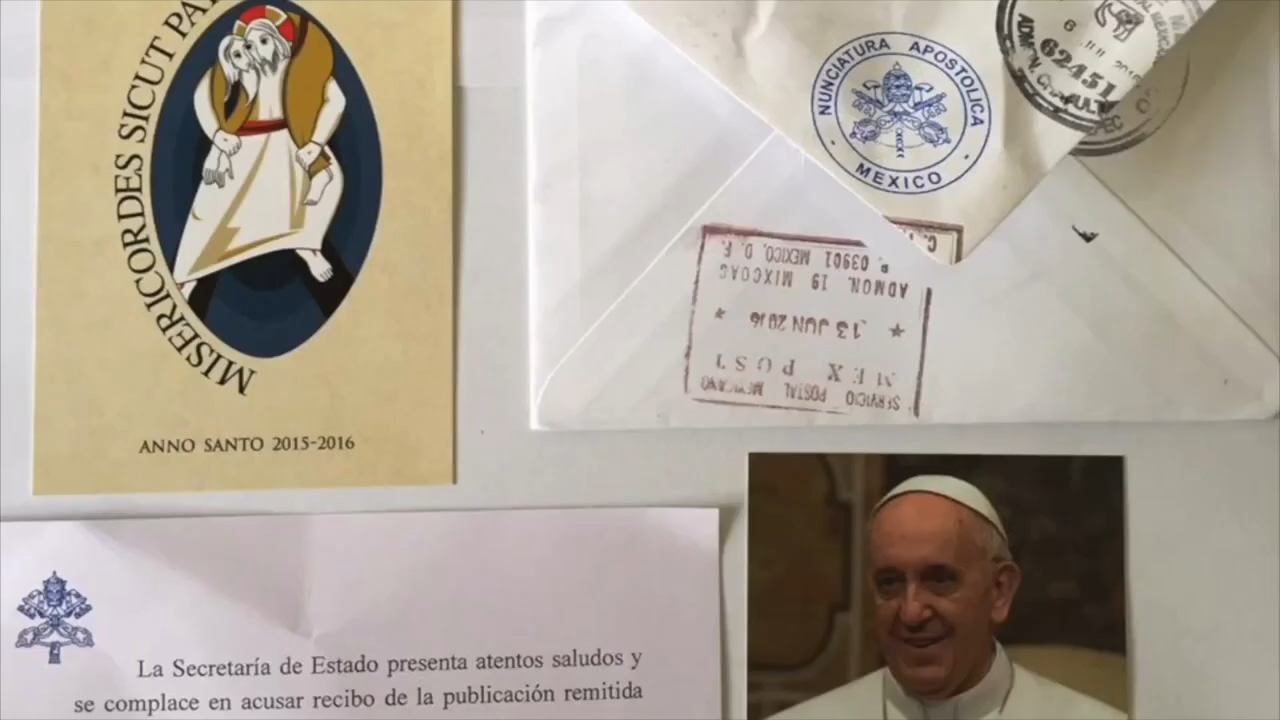 MISERICORDES SICUT PA
ANNO SANTO 2015-2016
NUNCIATURA APOSTOLICA
MEXICO
6
62451
ADMON.
SERVICIO POSTAL MEXICANO
MEX POST
★ 13 JUN 2016 ★
ADMON. 19 MIXCOAC
P. 03901 MEXICO, D. F.
La Secretaría de Estado presenta atentos saludos y
se complace en acusar recibo de la publicación remitida